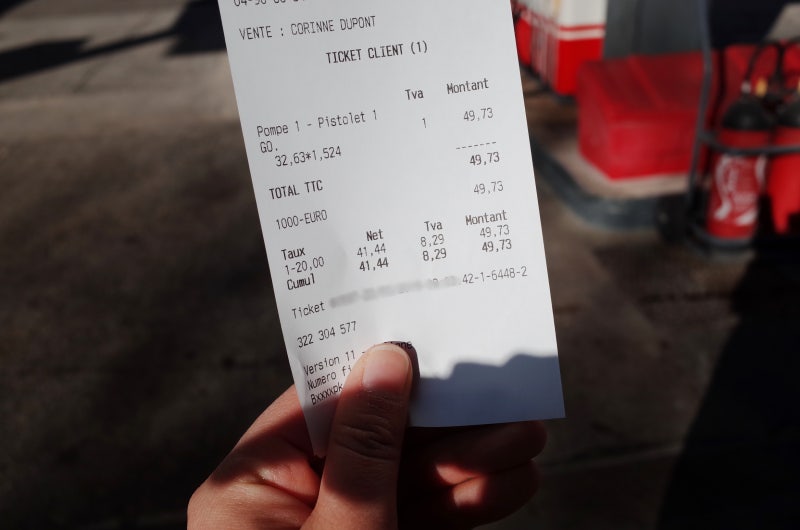 VENTE : CORINNE DUPONT
TICKET CLIENT (1)
Tva Montant
Pompe 1 - Pistolet 1 1 49,73
GO.
32,63*1,524
-------
49,73
TOTAL TTC
49,73
1000-EURO
Taux Net Tva Montant
1-20,00 41,44 8,29 49,73
Cumul 41,44 8,29 49,73
Ticket 42-1-6448-2
322 304 577
Version 11
Numero